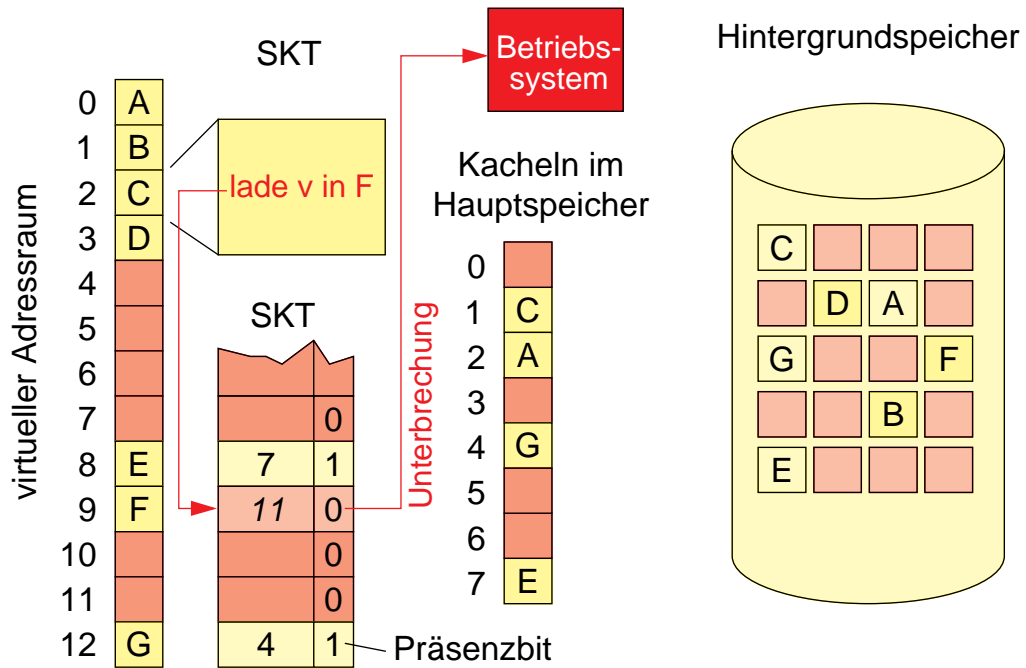 SKT
Betriebs-
system
Hintergrundspeicher
virtueller Adressraum
0 A
1 B
2 C
3 D
4
5
6
7
8 E
9 F
10
11
12 G
lade v in F
SKT
0
7 1
11 0
0
0
4 1
Präsenzbit
Unterbrechung
Kacheln im
Hauptspeicher
0
1 C
2 A
3
4 G
5
6
7 E
C
D A
G F
B
E